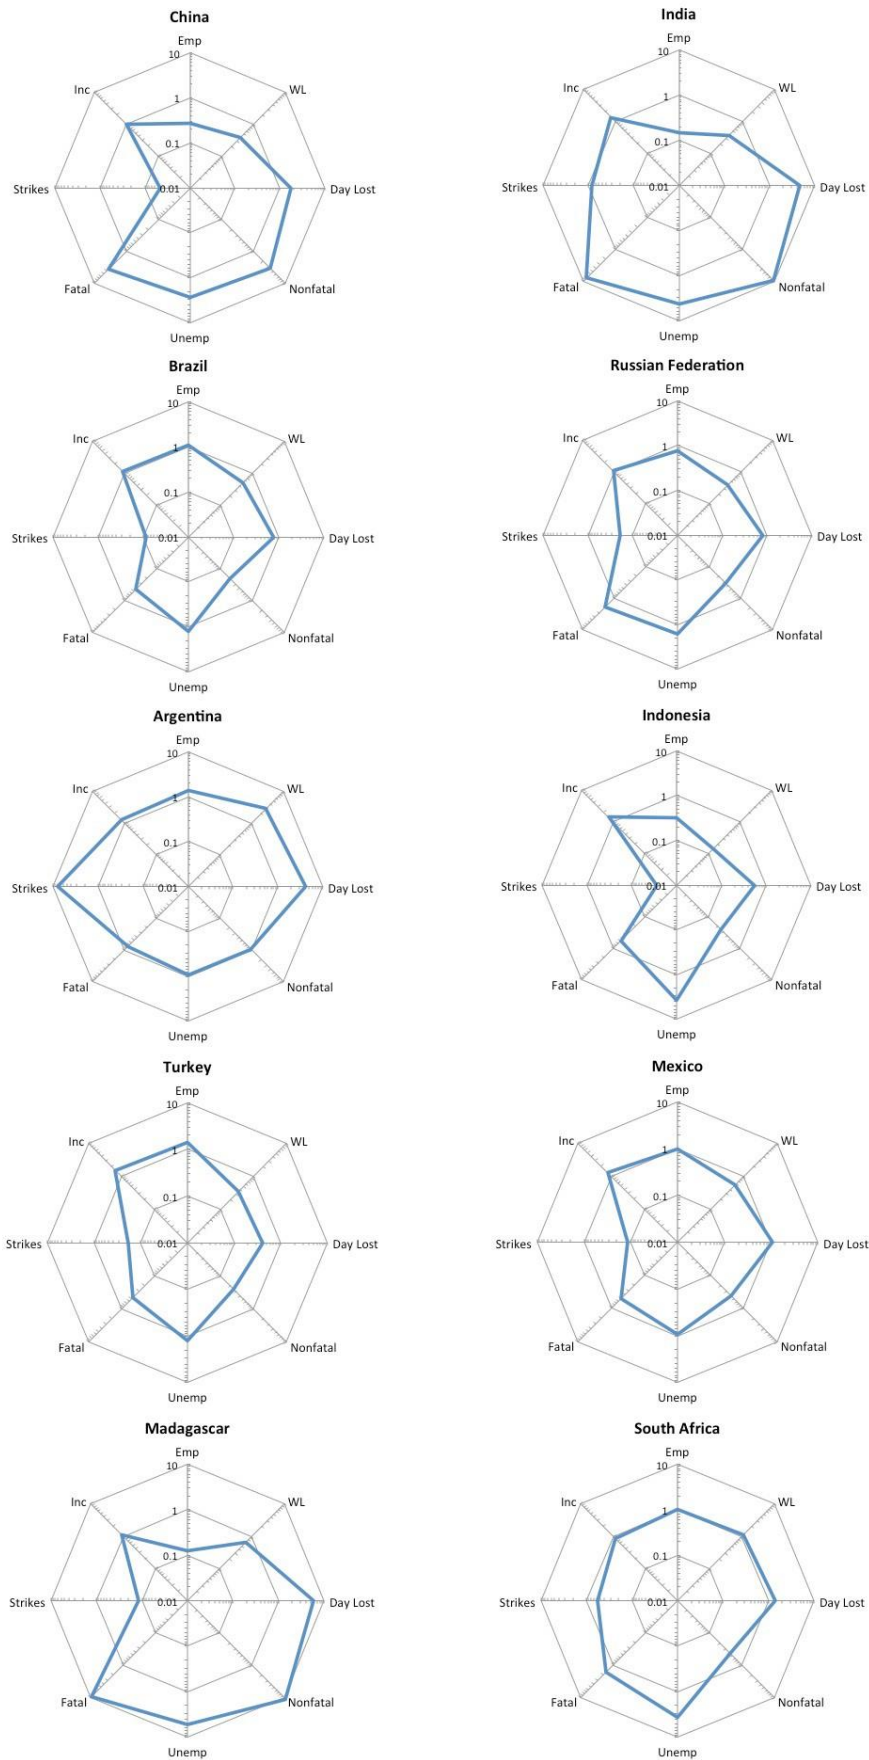 China
Emp
10
Inc
WL
1
0.1
Strikes
0.01
Day Lost
Fatal
Nonfatal
Unemp
India
Emp
10
Inc
WL
1
0.1
Strikes
0.01
Day Lost
Fatal
Nonfatal
Unemp
Brazil
Emp
10
Inc
WL
1
0.1
Strikes
0.01
Day Lost
Fatal
Nonfatal
Unemp
Russian Federation
Emp
10
Inc
WL
1
0.1
Strikes
0.01
Day Lost
Fatal
Nonfatal
Unemp
Argentina
Emp
10
Inc
WL
1
0.1
Strikes
0.01
Day Lost
Fatal
Nonfatal
Unemp
Indonesia
Emp
10
Inc
WL
1
0.1
Strikes
0.01
Day Lost
Fatal
Nonfatal
Unemp
Turkey
Emp
10
Inc
WL
1
0.1
Strikes
0.01
Day Lost
Fatal
Nonfatal
Unemp
Mexico
Emp
10
Inc
WL
1
0.1
Strikes
0.01
Day Lost
Fatal
Nonfatal
Unemp
Madagascar
Emp
10
Inc
WL
1
0.1
Strikes
0.01
Day Lost
Fatal
Nonfatal
Unemp
South Africa
Emp
10
Inc
WL
1
0.1
Strikes
0.01
Day Lost
Fatal
Nonfatal
Unemp